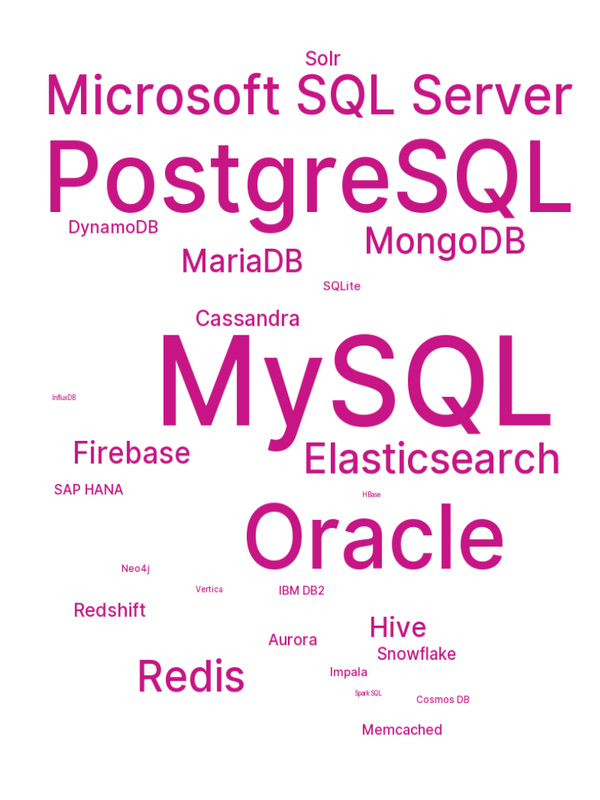 Solr
Microsoft SQL Server
PostgreSQL
DynamoDB
MongoDB
MariaDB
SQLite
Cassandra
MySQL
InfluxDB
Firebase
Elasticsearch
SAP HANA
HBase
Oracle
Neo4j
Vertica
IBM DB2
Redshift
Hive
Aurora
Snowflake
Impala
Redis
Spark SQL
Cosmos DB
Memcached